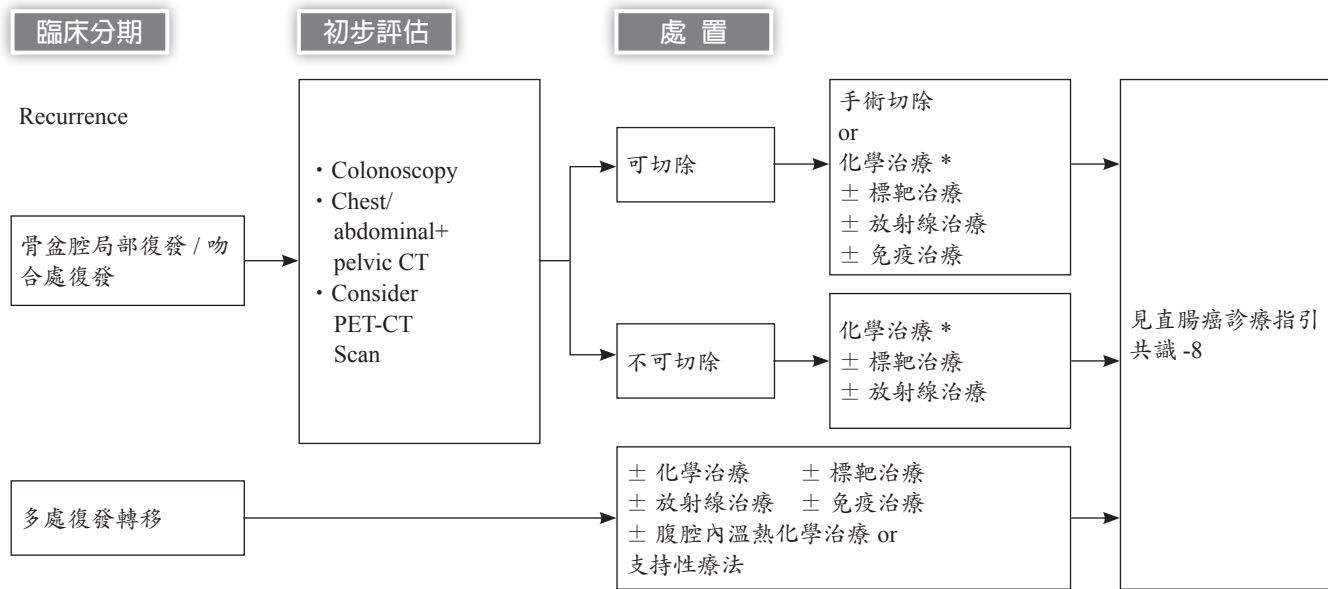 臨床分期
初步評估
處 置
Recurrence
骨盆腔局部復發 / 吻
合處復發
・Colonoscopy
・Chest/
abdominal+
pelvic CT
・Consider
PET-CT
Scan
可切除
手術切除
or
化學治療 *
± 標靶治療
± 放射線治療
± 免疫治療
不可切除
化學治療 *
± 標靶治療
± 放射線治療
見直腸癌診療指引
共識 -8
多處復發轉移
± 化學治療 ± 標靶治療
± 放射線治療 ± 免疫治療
± 腹腔內溫熱化學治療 or
支持性療法